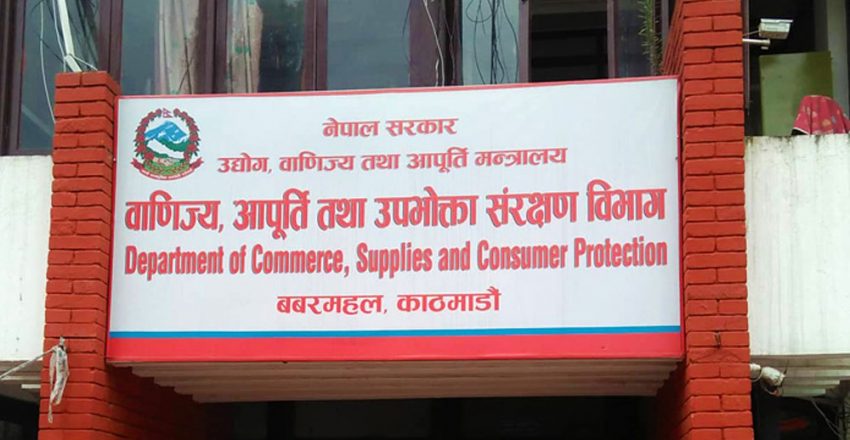 नेपाल सरकार
उद्योग, वाणिज्य तथा आपूर्ति मन्त्रालय
वाणिज्य, आपूर्ति तथा उपभोक्ता संरक्षण विभाग
Department of Commerce, Supplies and Consumer Protection
बबरमहल, काठमाडौं